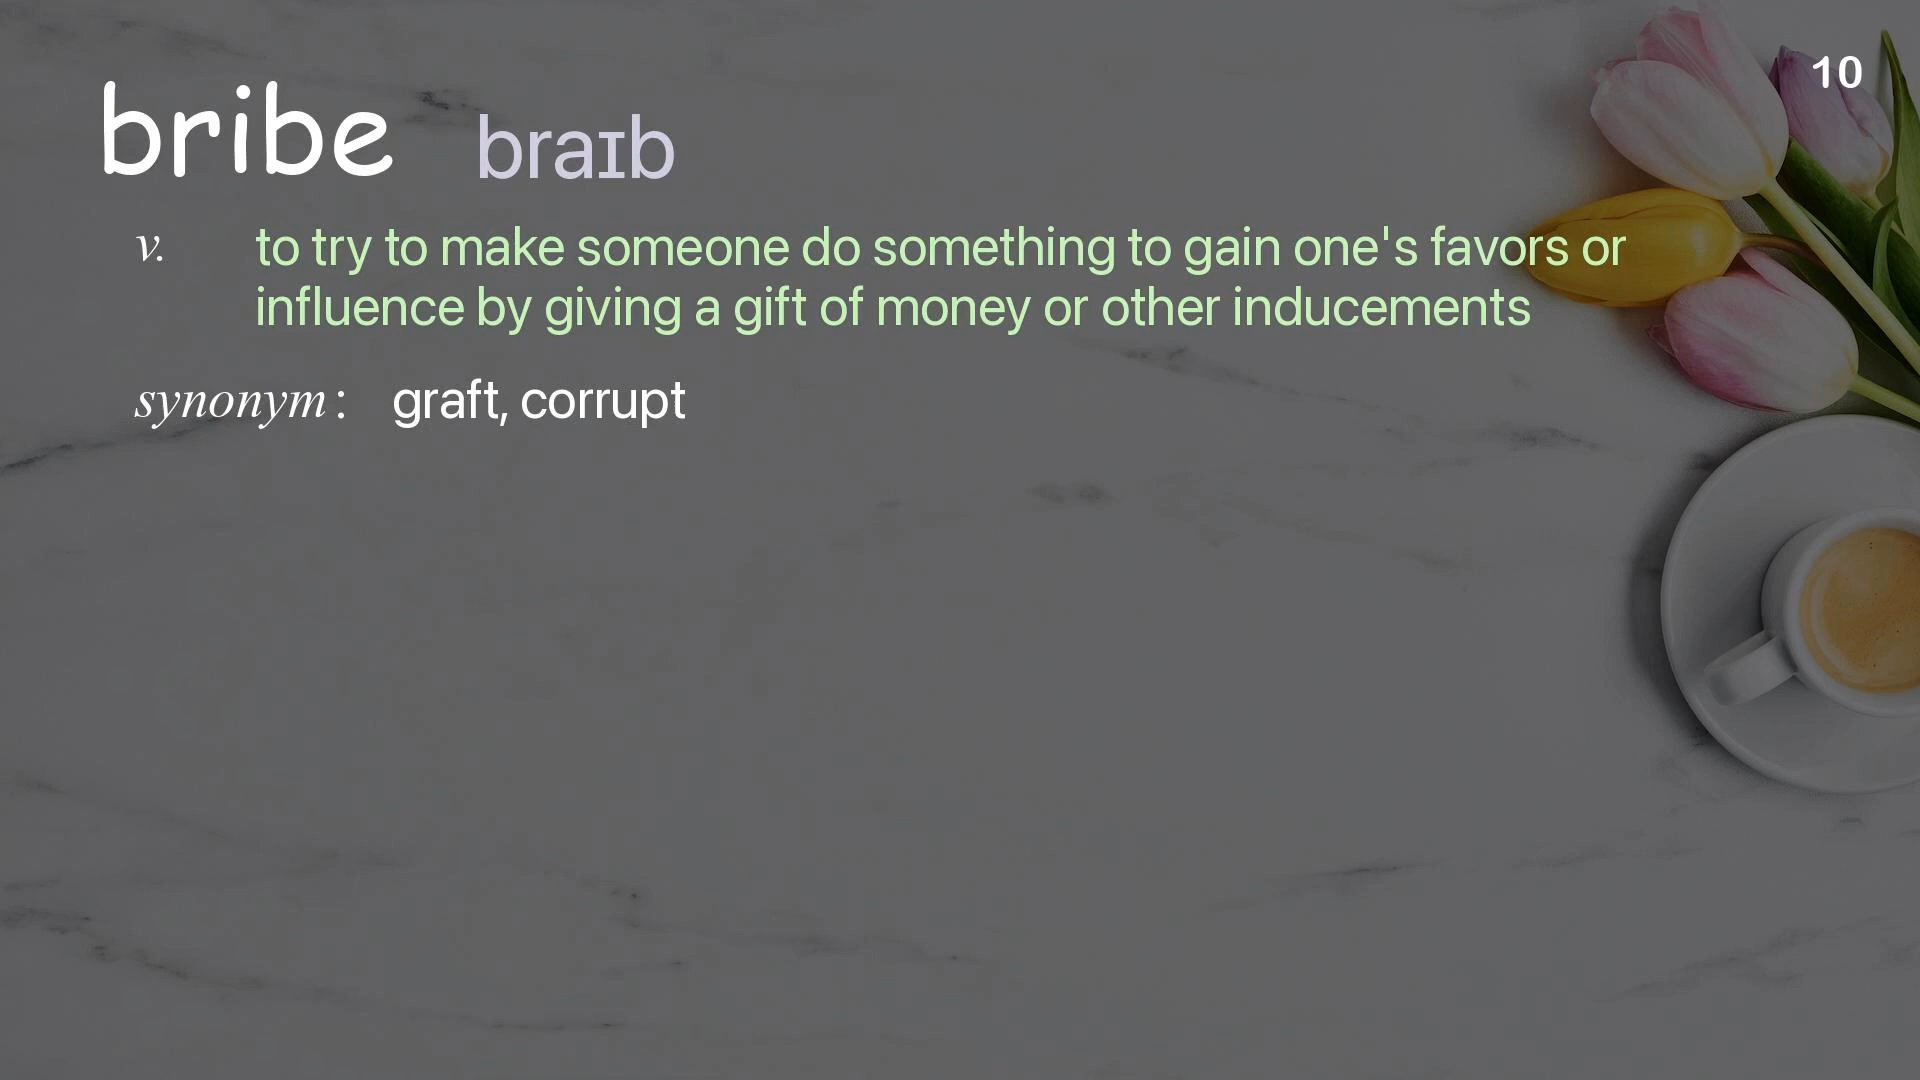 10
bribe braɪb
v. to try to make someone do something to gain one's favors or
influence by giving a gift of money or other inducements
synonym : graft, corrupt